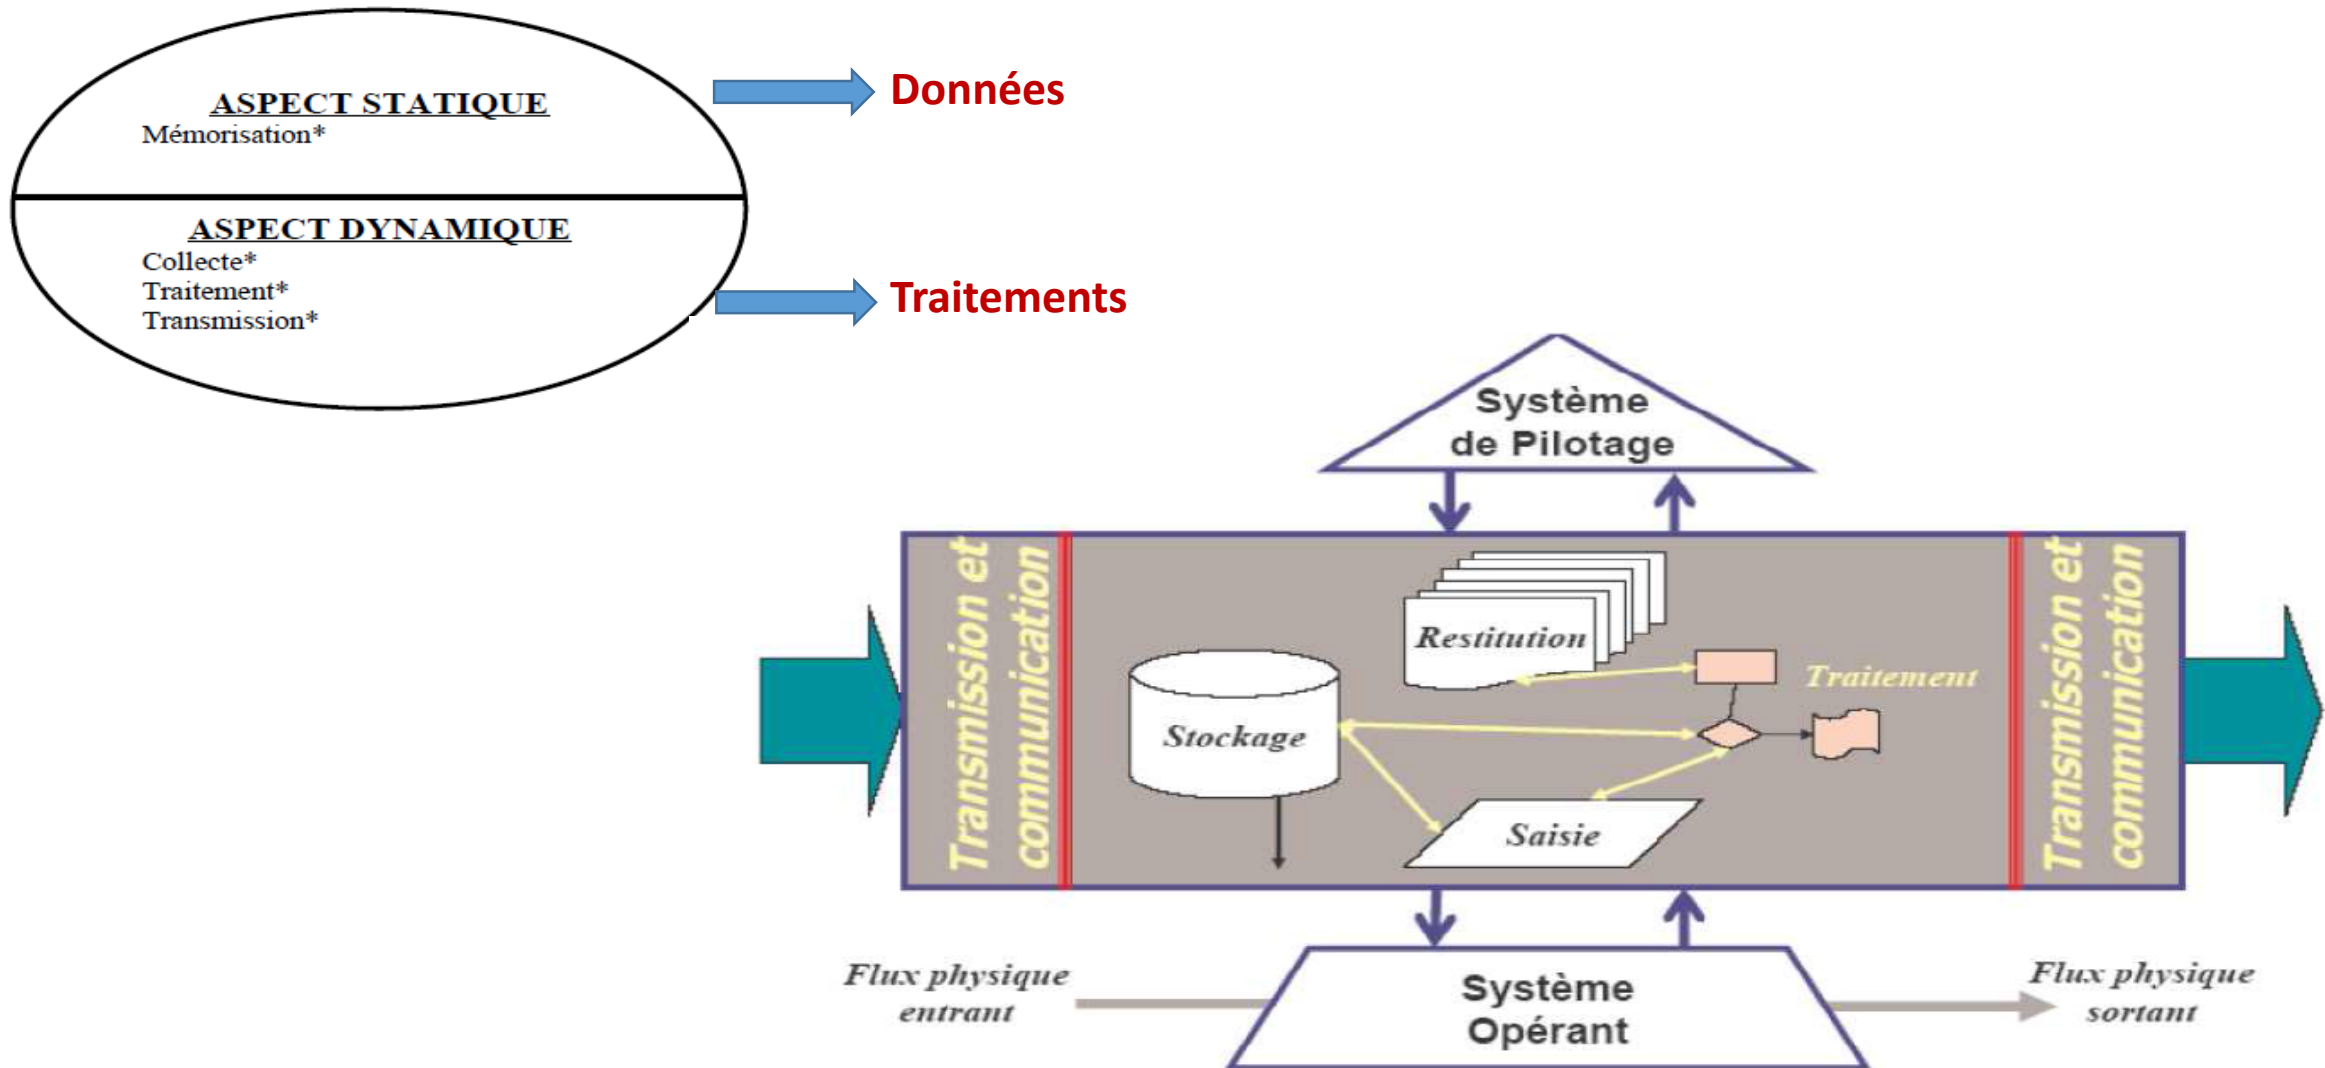 ASPECT STATIQUE
Mémorisation*
Données
ASPECT DYNAMIQUE
Collecte*
Traitement*
Transmission*
Traitements
Système
de Pilotage
Transmission et
communication
Restitution
Traitement
Stockage
Saisie
Transmission et
communication
Flux physique
entrant
Système
Opérant
Flux physique
sortant